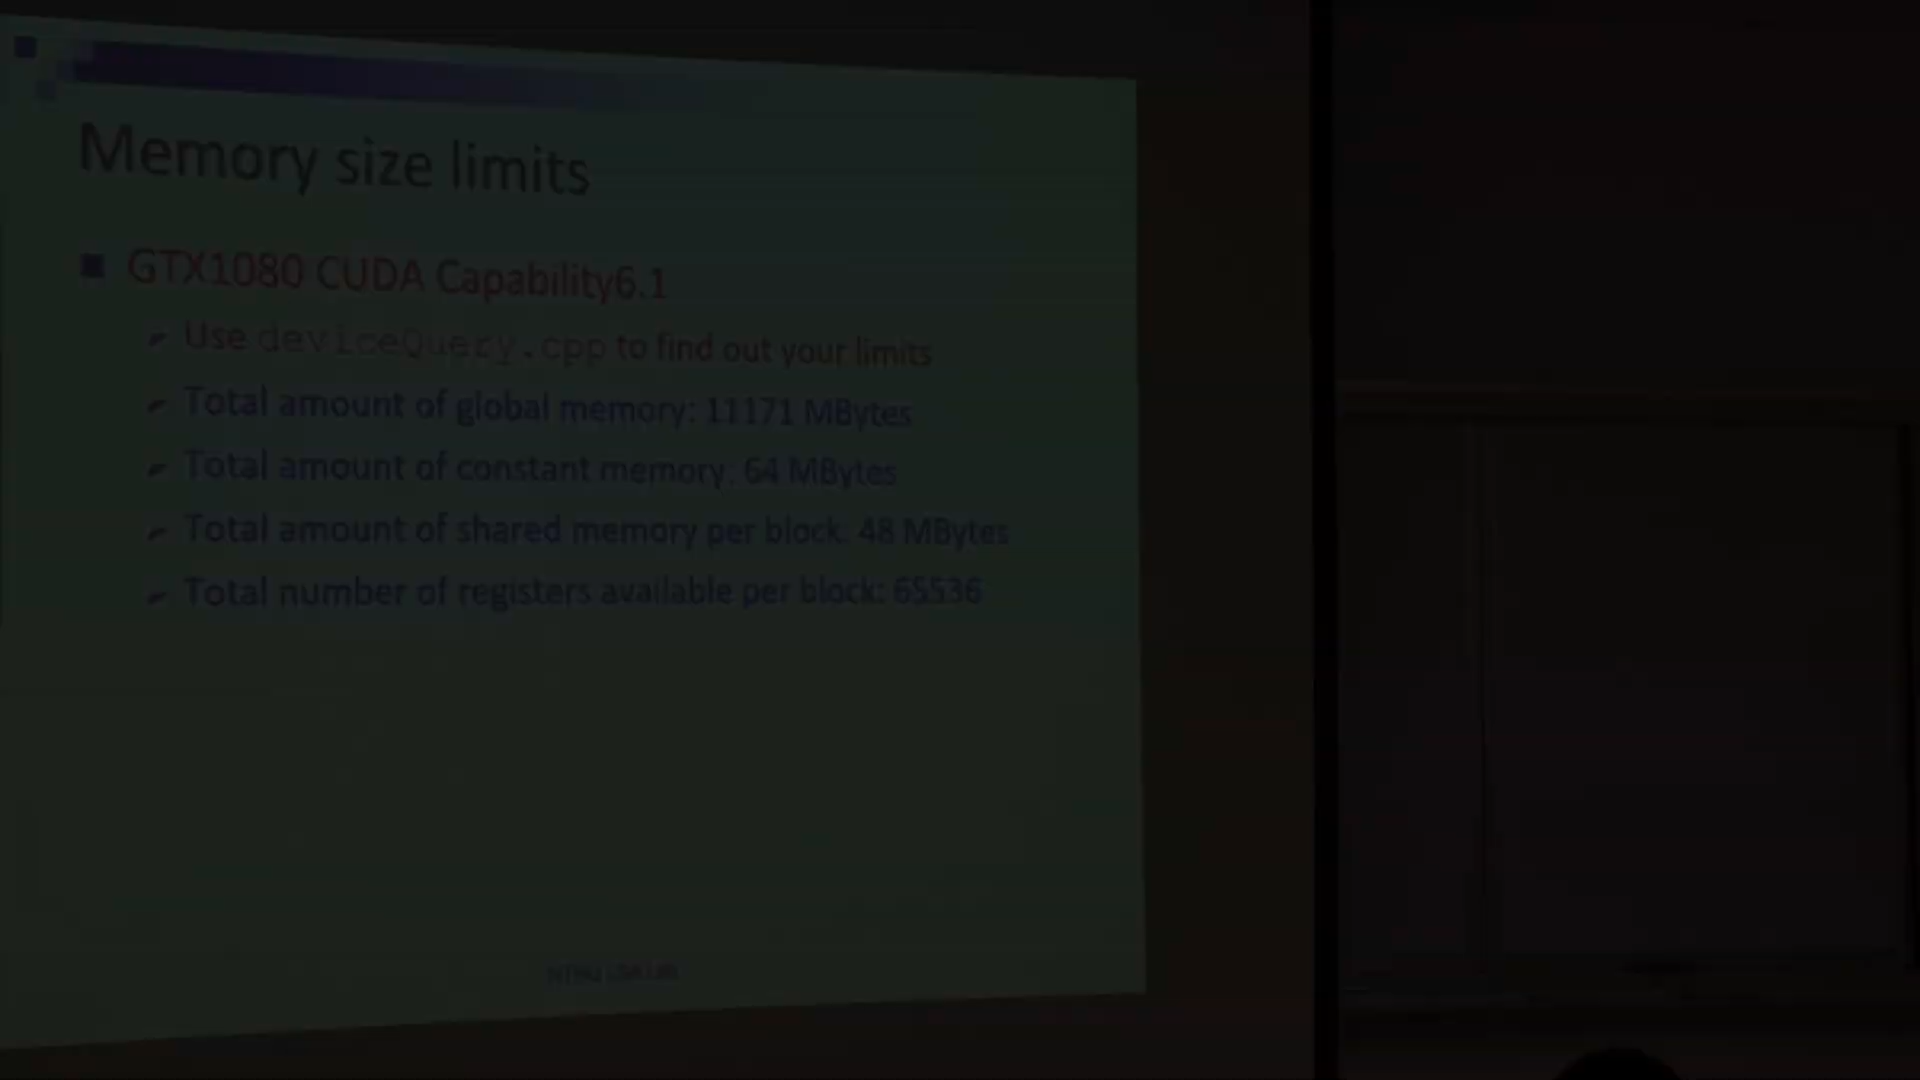 Memory size limits
GTX1080 CUDA Capability6.1
Use deviceQuery.cpp to find out your limits
Total amount of global memory: 11171 MBytes
Total amount of constant memory: 64 MBytes
Total amount of shared memory per block: 48 MBytes
Total number of registers available per block: 65536